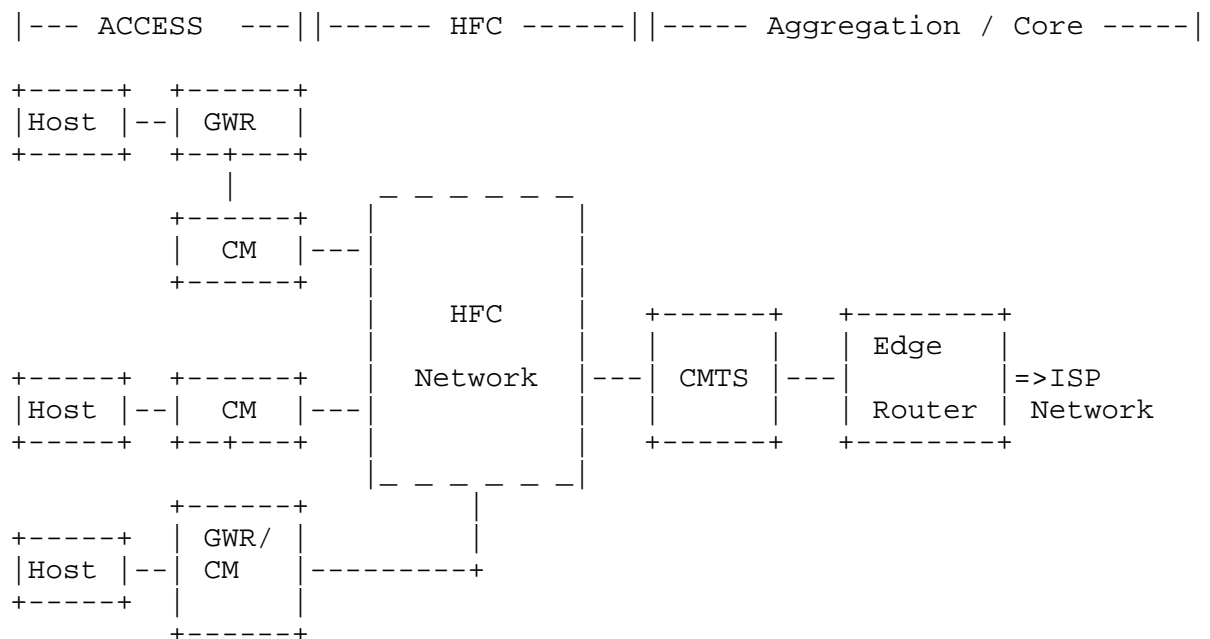 |--- ACCESS  ---||------ HFC ------||----- Aggregation / Core -----|
Host GWR
CM
HFC
Edge
Network CMTS =>ISP
Host CM Router Network
GWR/
Host CM